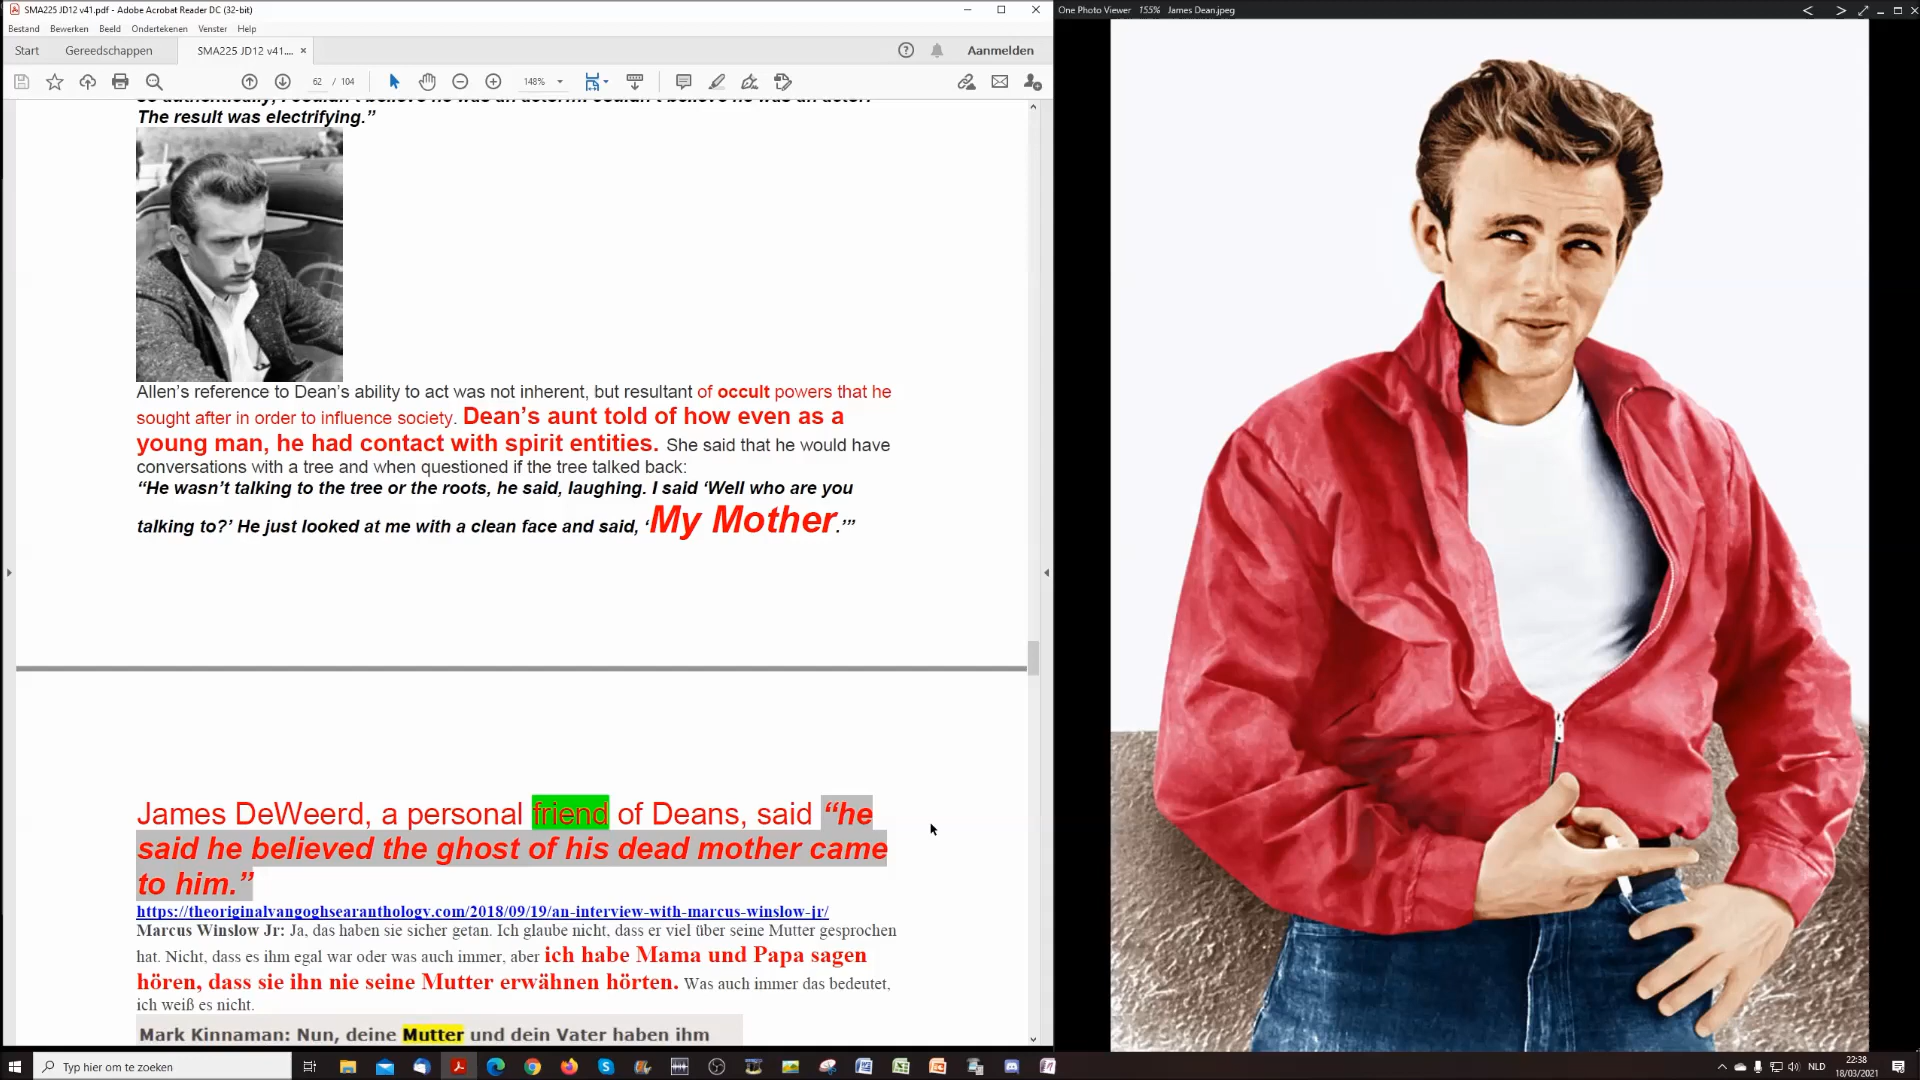 SMA225 JD12 v41.pdf - Adobe Acrobat Reader DC (32-bit)
Bestand Bewerken Beeld Ondertekenen Venster Help
Start Gereedschappen SMA225 JD12 v41.... × Aanmelden
62 / 104 148%
The result was electrifying.”
Allen’s reference to Dean’s ability to act was not inherent, but resultant of occult powers that he
sought after in order to influence society. Dean’s aunt told of how even as a
young man, he had contact with spirit entities. She said that he would have
conversations with a tree and when questioned if the tree talked back:
“He wasn’t talking to the tree or the roots, he said, laughing. I said ‘Well who are you
talking to?’ He just looked at me with a clean face and said, ‘My Mother.’”
James DeWeerd, a personal friend of Deans, said “he
said he believed the ghost of his dead mother came
to him.”
https://theoriginalvangoghsearanthology.com/2018/09/19/an-interview-with-marcus-winslow-jr/
Marcus Winslow Jr: Ja, das haben sie sicher getan. Ich glaube nicht, dass er viel über seine Mutter gesprochen
hat. Nicht, dass es ihm egal war oder was auch immer, aber ich habe Mama und Papa sagen
hören, dass sie ihn nie seine Mutter erwähnen hörten. Was auch immer das bedeutet,
ich weiß es nicht.
Mark Kinnaman: Nun, deine Mutter und dein Vater haben ihm
One Photo Viewer 155% James Dean.jpeg
Typ hier om te zoeken
NLD
22:38
18/03/2021